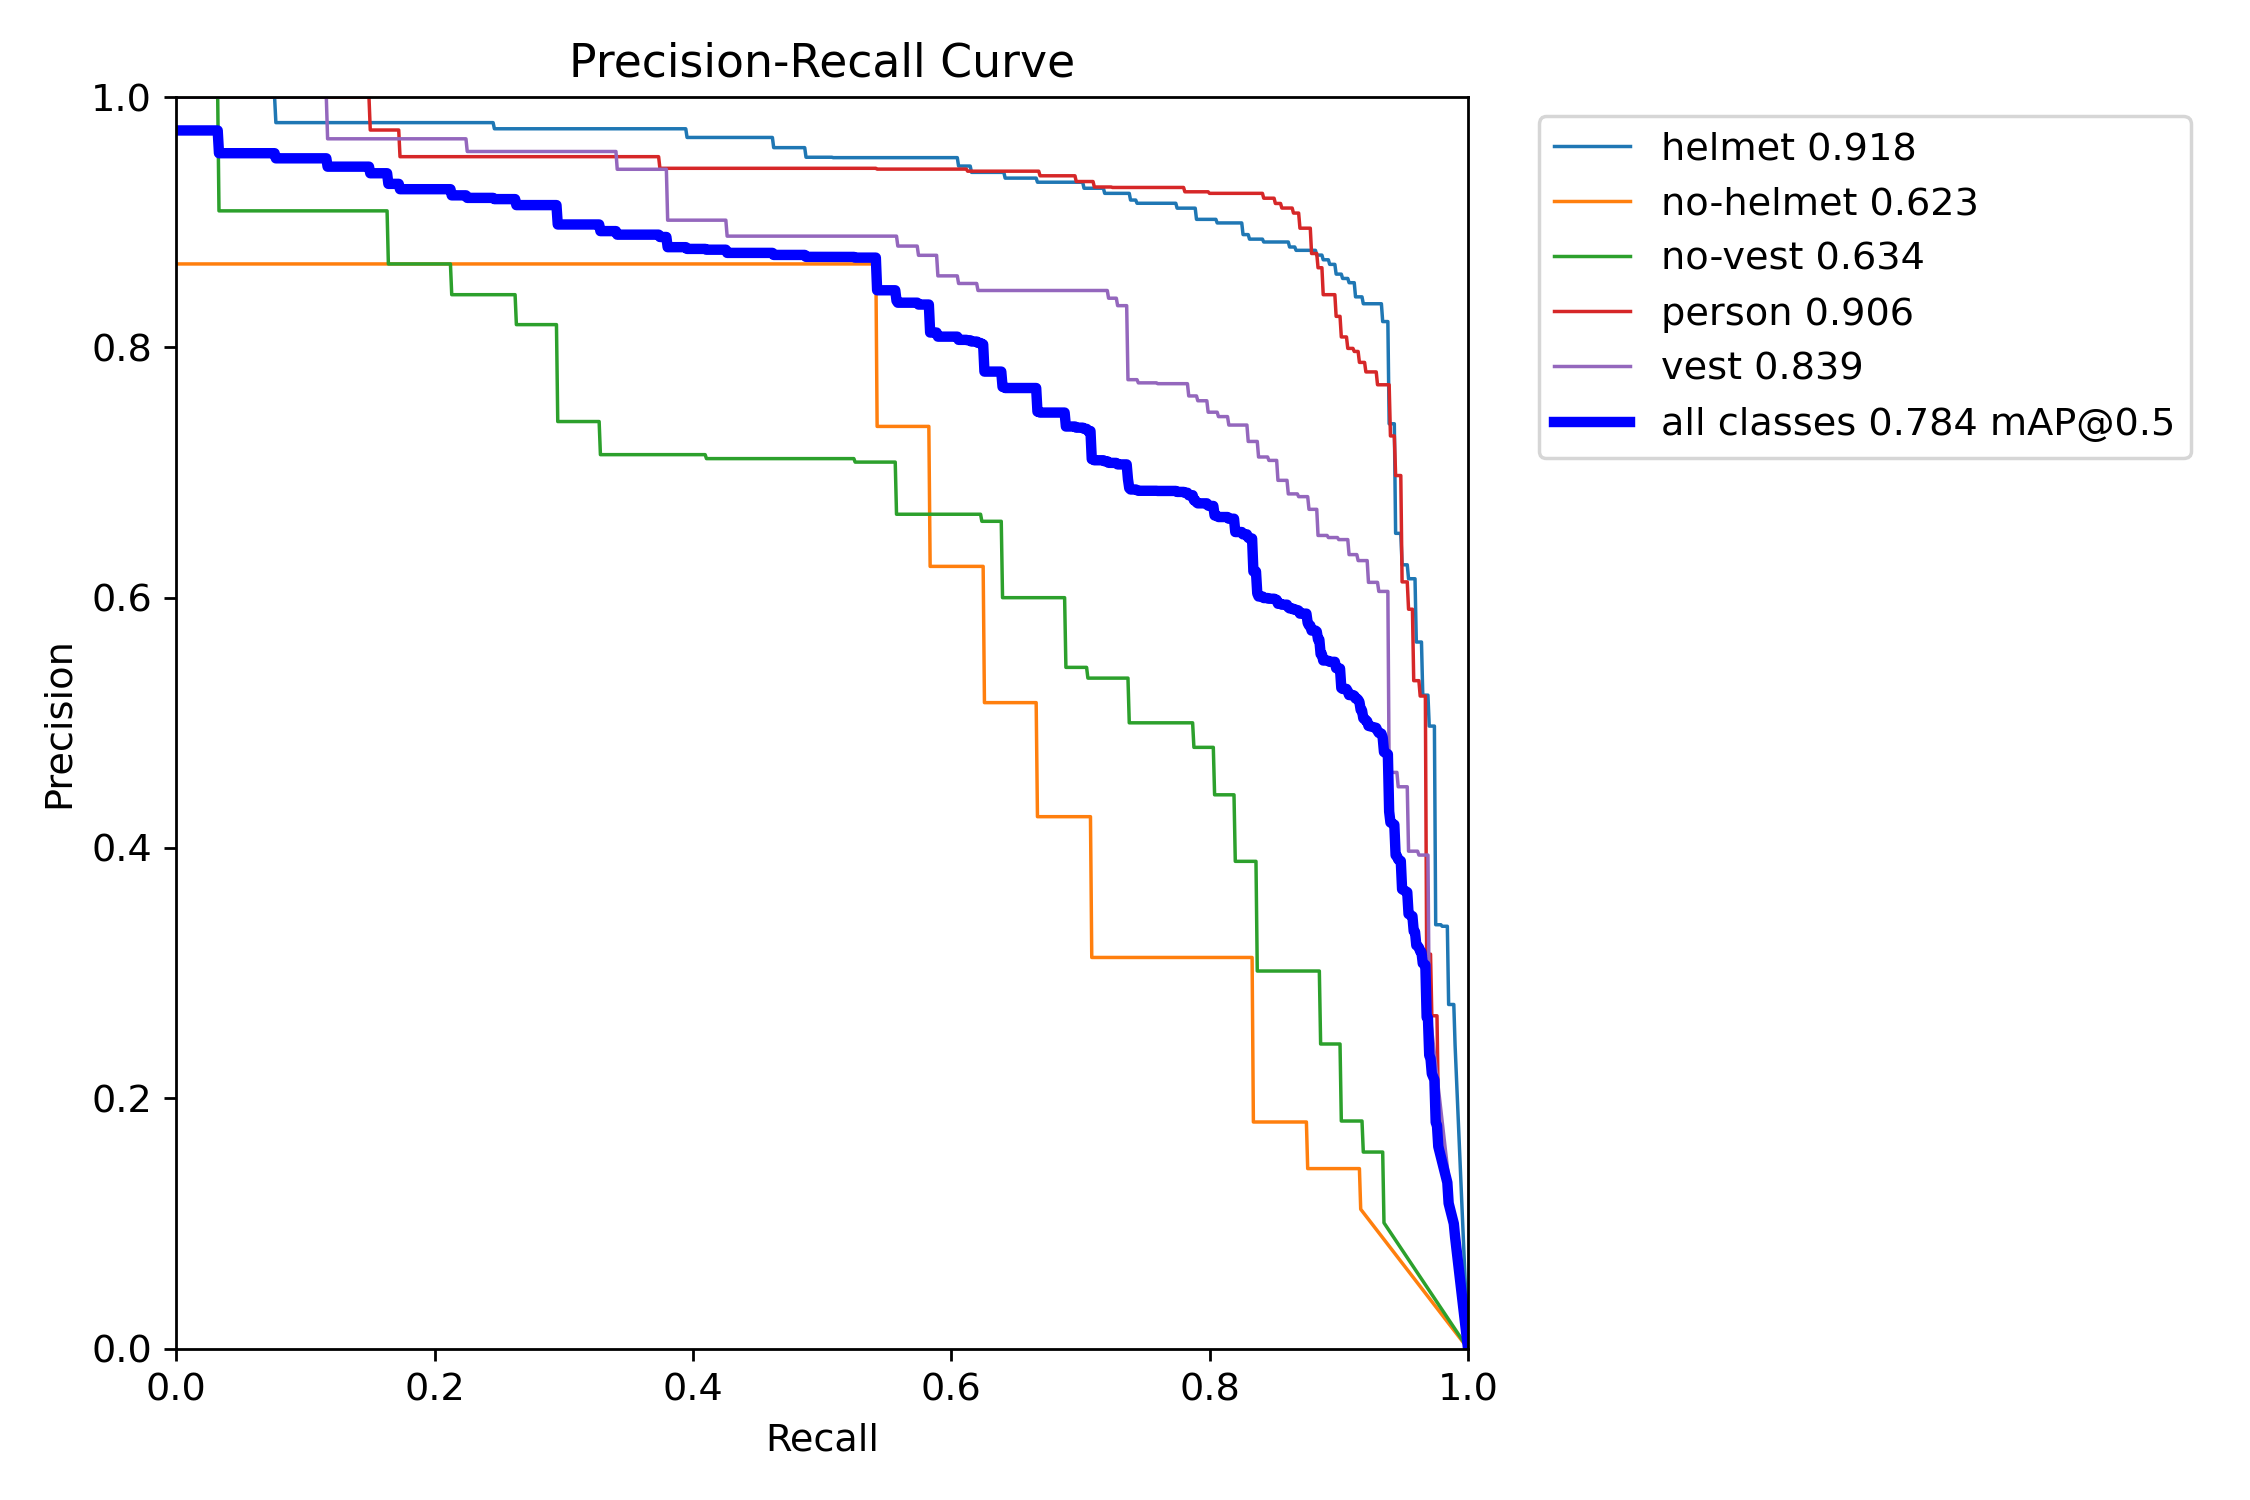 Precision-Recall Curve
1.0
0.8
0.6
0.4
0.2
0.0
Precision
0.0 0.2 0.4 0.6 0.8 1.0
Recall
helmet 0.918
no-helmet 0.623
no-vest 0.634
person 0.906
vest 0.839
all classes 0.784 mAP@0.5